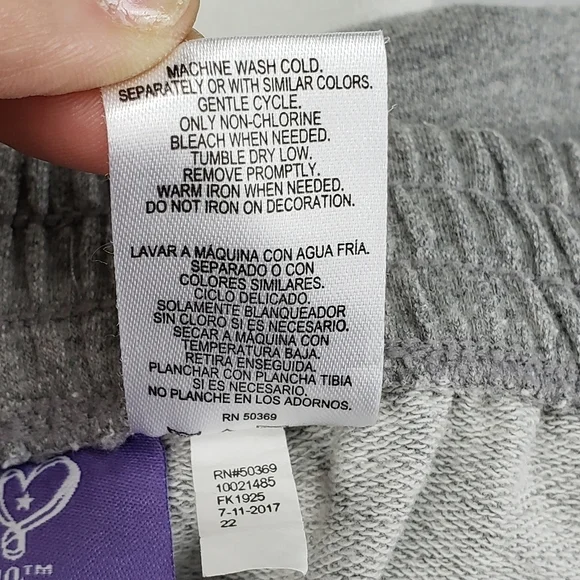 MACHINE WASH COLD.
SEPARATELY OR WITH SIMILAR COLORS.
GENTLE CYCLE.
ONLY NON-CHLORINE
BLEACH WHEN NEEDED.
TUMBLE DRY LOW.
REMOVE PROMPTLY.
WARM IRON WHEN NEEDED.
DO NOT IRON ON DECORATION.
LAVAR A MÁQUINA CON AGUA FRÍA.
SEPARADO O CON
COLORES SIMILARES.
CICLO DELICADO.
SOLAMENTE BLANQUEADOR
SIN CLORO SI ES NECESARIO.
SECAR A MÁQUINA CON
TEMPERATURA BAJA.
RETIRA ENSEGUIDA.
PLANCHAR CON PLANCHA TIBIA
SI ES NECESARIO.
NO PLANCHE EN LOS ADORNOS.
RN 50369
RN#50369
10021485
FK1925
7-11-2017
22